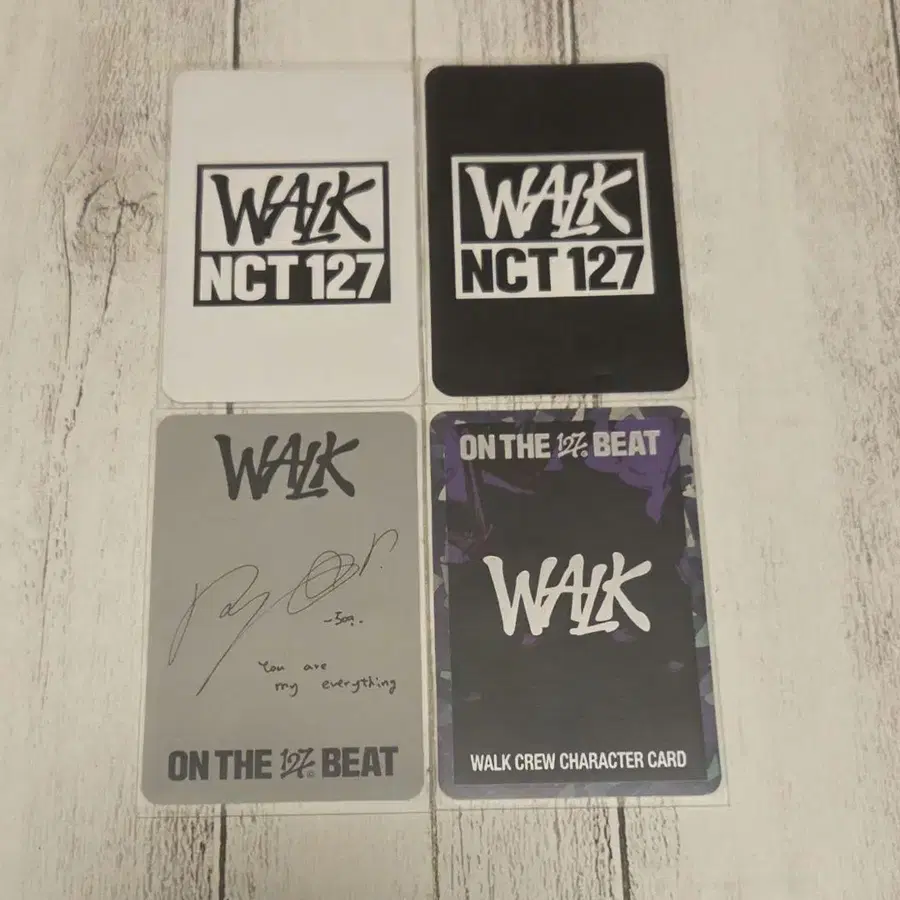 WALK
NCT 127
WALK
NCT 127
WALK
You are
my everything
ON THE 127 BEAT
ON THE 127 BEAT
WALK
WALK CREW CHARACTER CARD